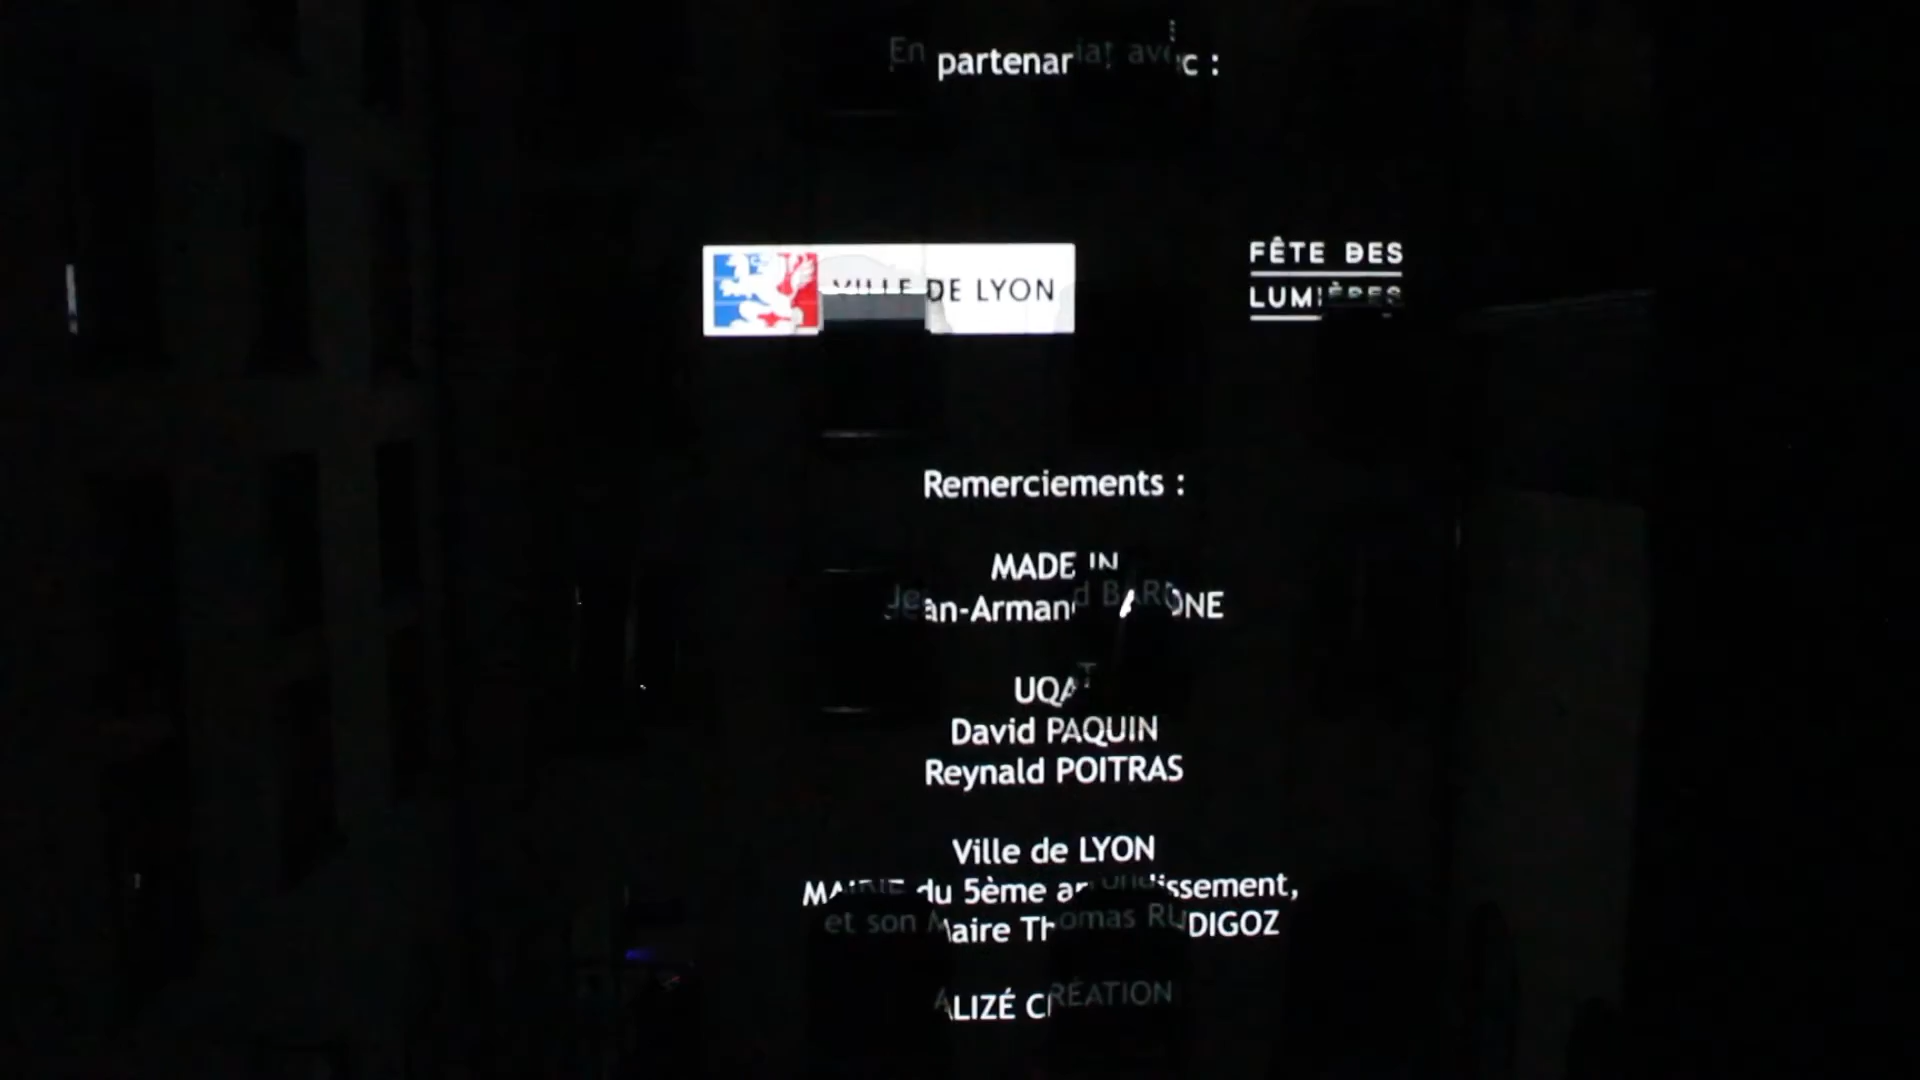 En partenariat avec :
VILLE DE LYON
FÊTE DES
LUMIÈRES
Remerciements :
MADE IN
Jean-Armand BARONE
UQAT
David PAQUIN
Reynald POITRAS
Ville de LYON
MAIRIE du 5ème arrondissement,
et son Maire Thomas RUDIGOZ
ALIZÉ CRÉATION